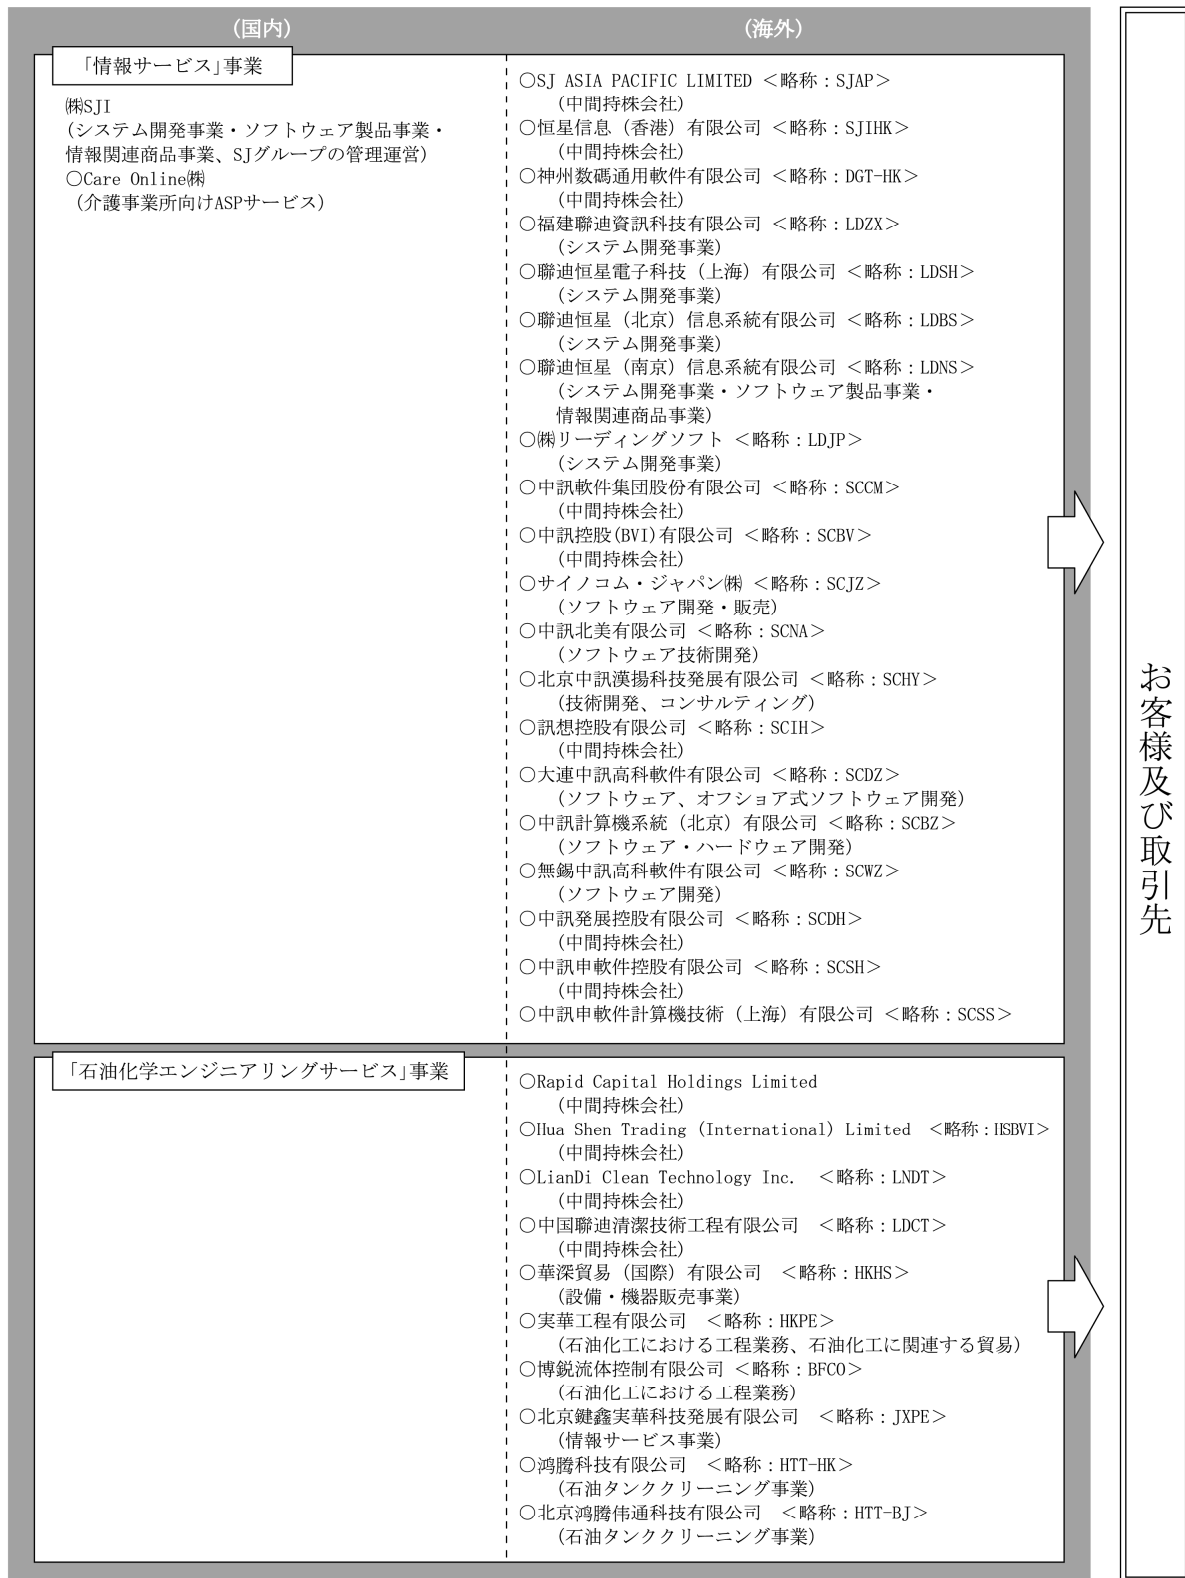 (国内)
(海外)
「情報サービス」事業
㈱SJI
(システム開発事業・ソフトウェア製品事業・
情報関連商品事業、SJグループの管理運営)
○Care Online㈱
(介護事業所向けASPサービス)
○SJ ASIA PACIFIC LIMITED ＜略称：SJAP＞
(中間持株会社)
○恒星信息（香港）有限公司 ＜略称：SJIHK＞
(中間持株会社)
○神州数碼通用軟件有限公司 ＜略称：DGT-HK＞
(中間持株会社)
○福建聯迪資訊科技有限公司 ＜略称：LDZX＞
(システム開発事業)
○聯迪恒星電子科技（上海）有限公司 ＜略称：LDSH＞
(システム開発事業)
○聯迪恒星（北京）信息系統有限公司 ＜略称：LDBS＞
(システム開発事業)
○聯迪恒星（南京）信息系統有限公司 ＜略称：LDNS＞
(システム開発事業・ソフトウェア製品事業・
情報関連商品事業)
○㈱リーディングソフト ＜略称：LDJP＞
(システム開発事業)
○中訊軟件集団股份有限公司 ＜略称：SCCM＞
(中間持株会社)
○中訊控股(BVI)有限公司 ＜略称：SCBV＞
(中間持株会社)
○サイノコム・ジャパン㈱ ＜略称：SCJZ＞
(ソフトウェア開発・販売)
○中訊北美有限公司 ＜略称：SCNA＞
(ソフトウェア技術開発)
○北京中訊漢揚科技発展有限公司 ＜略称：SCHY＞
(技術開発、コンサルティング)
○訊想控股有限公司 ＜略称：SCIH＞
(中間持株会社)
○大連中訊高科軟件有限公司 ＜略称：SCDZ＞
(ソフトウェア、オフショア式ソフトウェア開発)
○中訊計算機系統（北京）有限公司 ＜略称：SCBZ＞
(ソフトウェア・ハードウェア開発)
○無錫中訊高科軟件有限公司 ＜略称：SCWZ＞
(ソフトウェア開発)
○中訊発展控股有限公司 ＜略称：SCDH＞
(中間持株会社)
○中訊申軟件控股有限公司 ＜略称：SCSH＞
(中間持株会社)
○中訊申軟件計算機技術（上海）有限公司 ＜略称：SCSS＞
「石油化学エンジニアリングサービス」事業
○Rapid Capital Holdings Limited
(中間持株会社)
○Hua Shen Trading (International) Limited ＜略称：HSBVI＞
(中間持株会社)
○LianDi Clean Technology Inc. ＜略称：LNDT＞
(中間持株会社)
○中国聯迪清潔技術工程有限公司 ＜略称：LDCT＞
(中間持株会社)
○華深貿易（国際）有限公司 ＜略称：HKHS＞
(設備・機器販売事業)
○実華工程有限公司 ＜略称：HKPE＞
(石油化工における工程業務、石油化工に関連する貿易)
○博鋭流体控制有限公司 ＜略称：BFCO＞
(石油化工における工程業務)
○北京鍵鑫実華科技発展有限公司 ＜略称：JXPE＞
(情報サービス事業)
○鴻騰科技有限公司 ＜略称：HTT-HK＞
(石油タンククリーニング事業)
○北京鴻騰偉通科技有限公司 ＜略称：HTT-BJ＞
(石油タンククリーニング事業)
お客様及び取引先